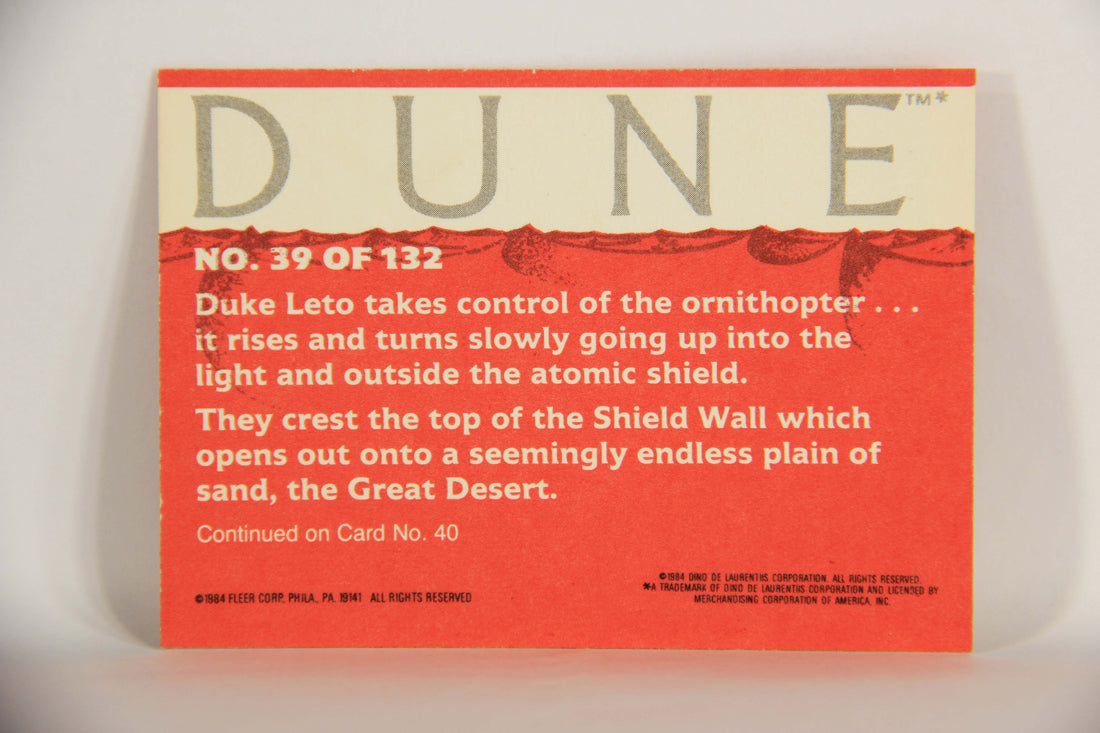 DUNE™*
NO. 39 OF 132
Duke Leto takes control of the ornithopter . . .
it rises and turns slowly going up into the
light and outside the atomic shield.
They crest the top of the Shield Wall which
opens out onto a seemingly endless plain of
sand, the Great Desert.
Continued on Card No. 40
©1984 FLEER CORP. PHILA., PA. 19141 ALL RIGHTS RESERVED
©1984 DINO DE LAURENTIIS CORPORATION. ALL RIGHTS RESERVED.
*A TRADEMARK OF DINO DE LAURENTIIS CORPORATION AND LICENSED BY
MERCHANDISING CORPORATION OF AMERICA, INC.